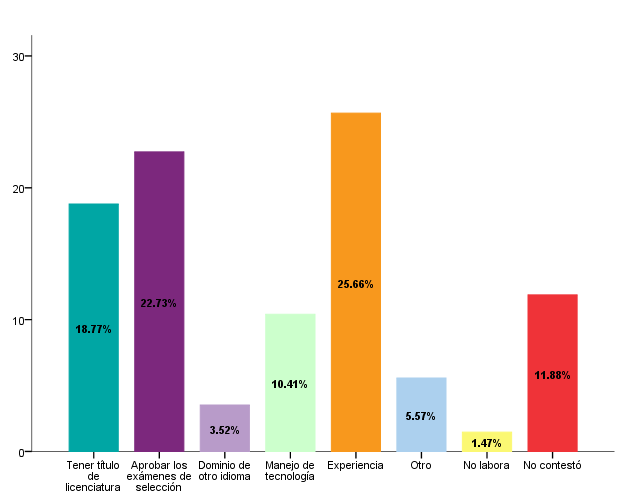 30
20
10
0
18.77%
22.73%
3.52%
10.41%
25.66%
5.57%
1.47%
11.88%
Tener título
de
licenciatura
Aprobar los
exámenes de
selección
Dominio de
otro idioma
Manejo de
tecnología
Experiencia
Otro
No labora
No contestó